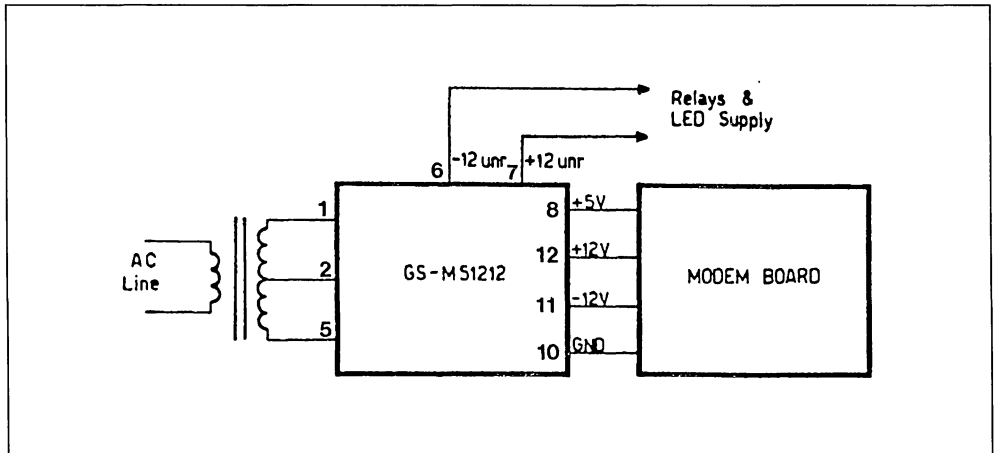 Relays &
LED Supply
-12 unr
+12 unr
6
7
1
8
+5V
AC
Line
2
GS-M51212
12
+12V
MODEM BOARD
11
-12V
5
10
GND